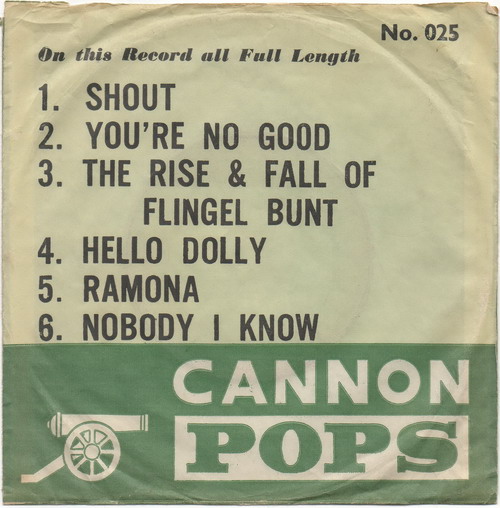 No. 025
On this Record all Full Length
1. SHOUT
2. YOU'RE NO GOOD
3. THE RISE & FALL OF
FLINGEL BUNT
4. HELLO DOLLY
5. RAMONA
6. NOBODY I KNOW
CANNON
POPS